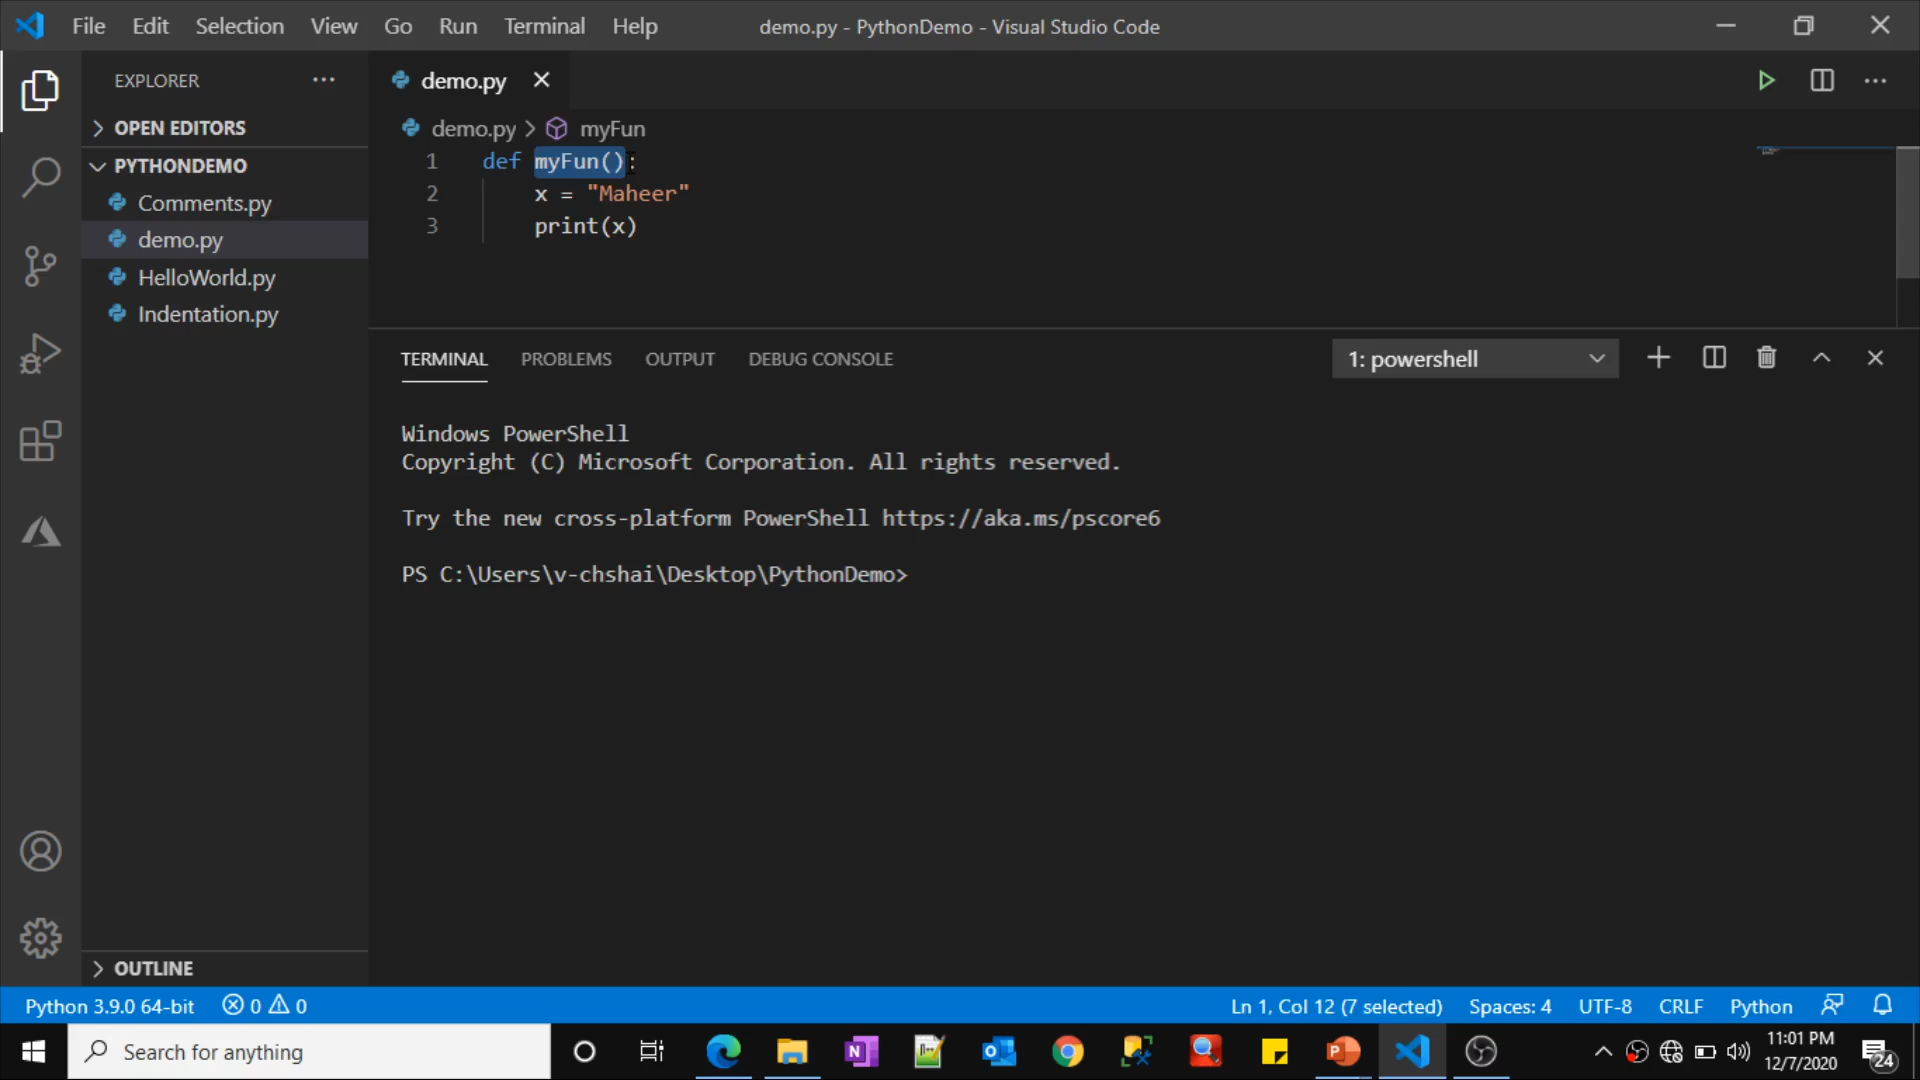 File Edit Selection View Go Run Terminal Help demo.py - PythonDemo - Visual Studio Code
EXPLORER
demo.py
OPEN EDITORS
demo.py > myFun
PYTHONDEMO
1 def myFun():
2 x = "Maheer"
3 print(x)
Comments.py
demo.py
HelloWorld.py
Indentation.py
TERMINAL PROBLEMS OUTPUT DEBUG CONSOLE 1: powershell
Windows PowerShell
Copyright (C) Microsoft Corporation. All rights reserved.
Try the new cross-platform PowerShell https://aka.ms/pscore6
PS C:\Users\v-chshai\Desktop\PythonDemo>
OUTLINE
Python 3.9.0 64-bit 0 0 Ln 1, Col 12 (7 selected) Spaces: 4 UTF-8 CRLF Python
Search for anything
11:01 PM
12/7/2020
24